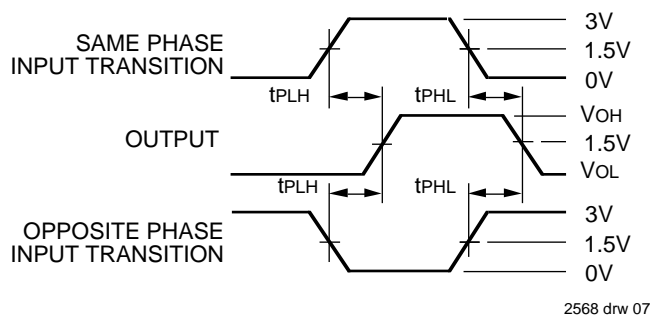 SAME PHASE
INPUT TRANSITION
3V
1.5V
0V
tPLH
tPHL
OUTPUT
VOH
1.5V
VOL
tPLH
tPHL
OPPOSITE PHASE
INPUT TRANSITION
3V
1.5V
0V
2568 drw 07